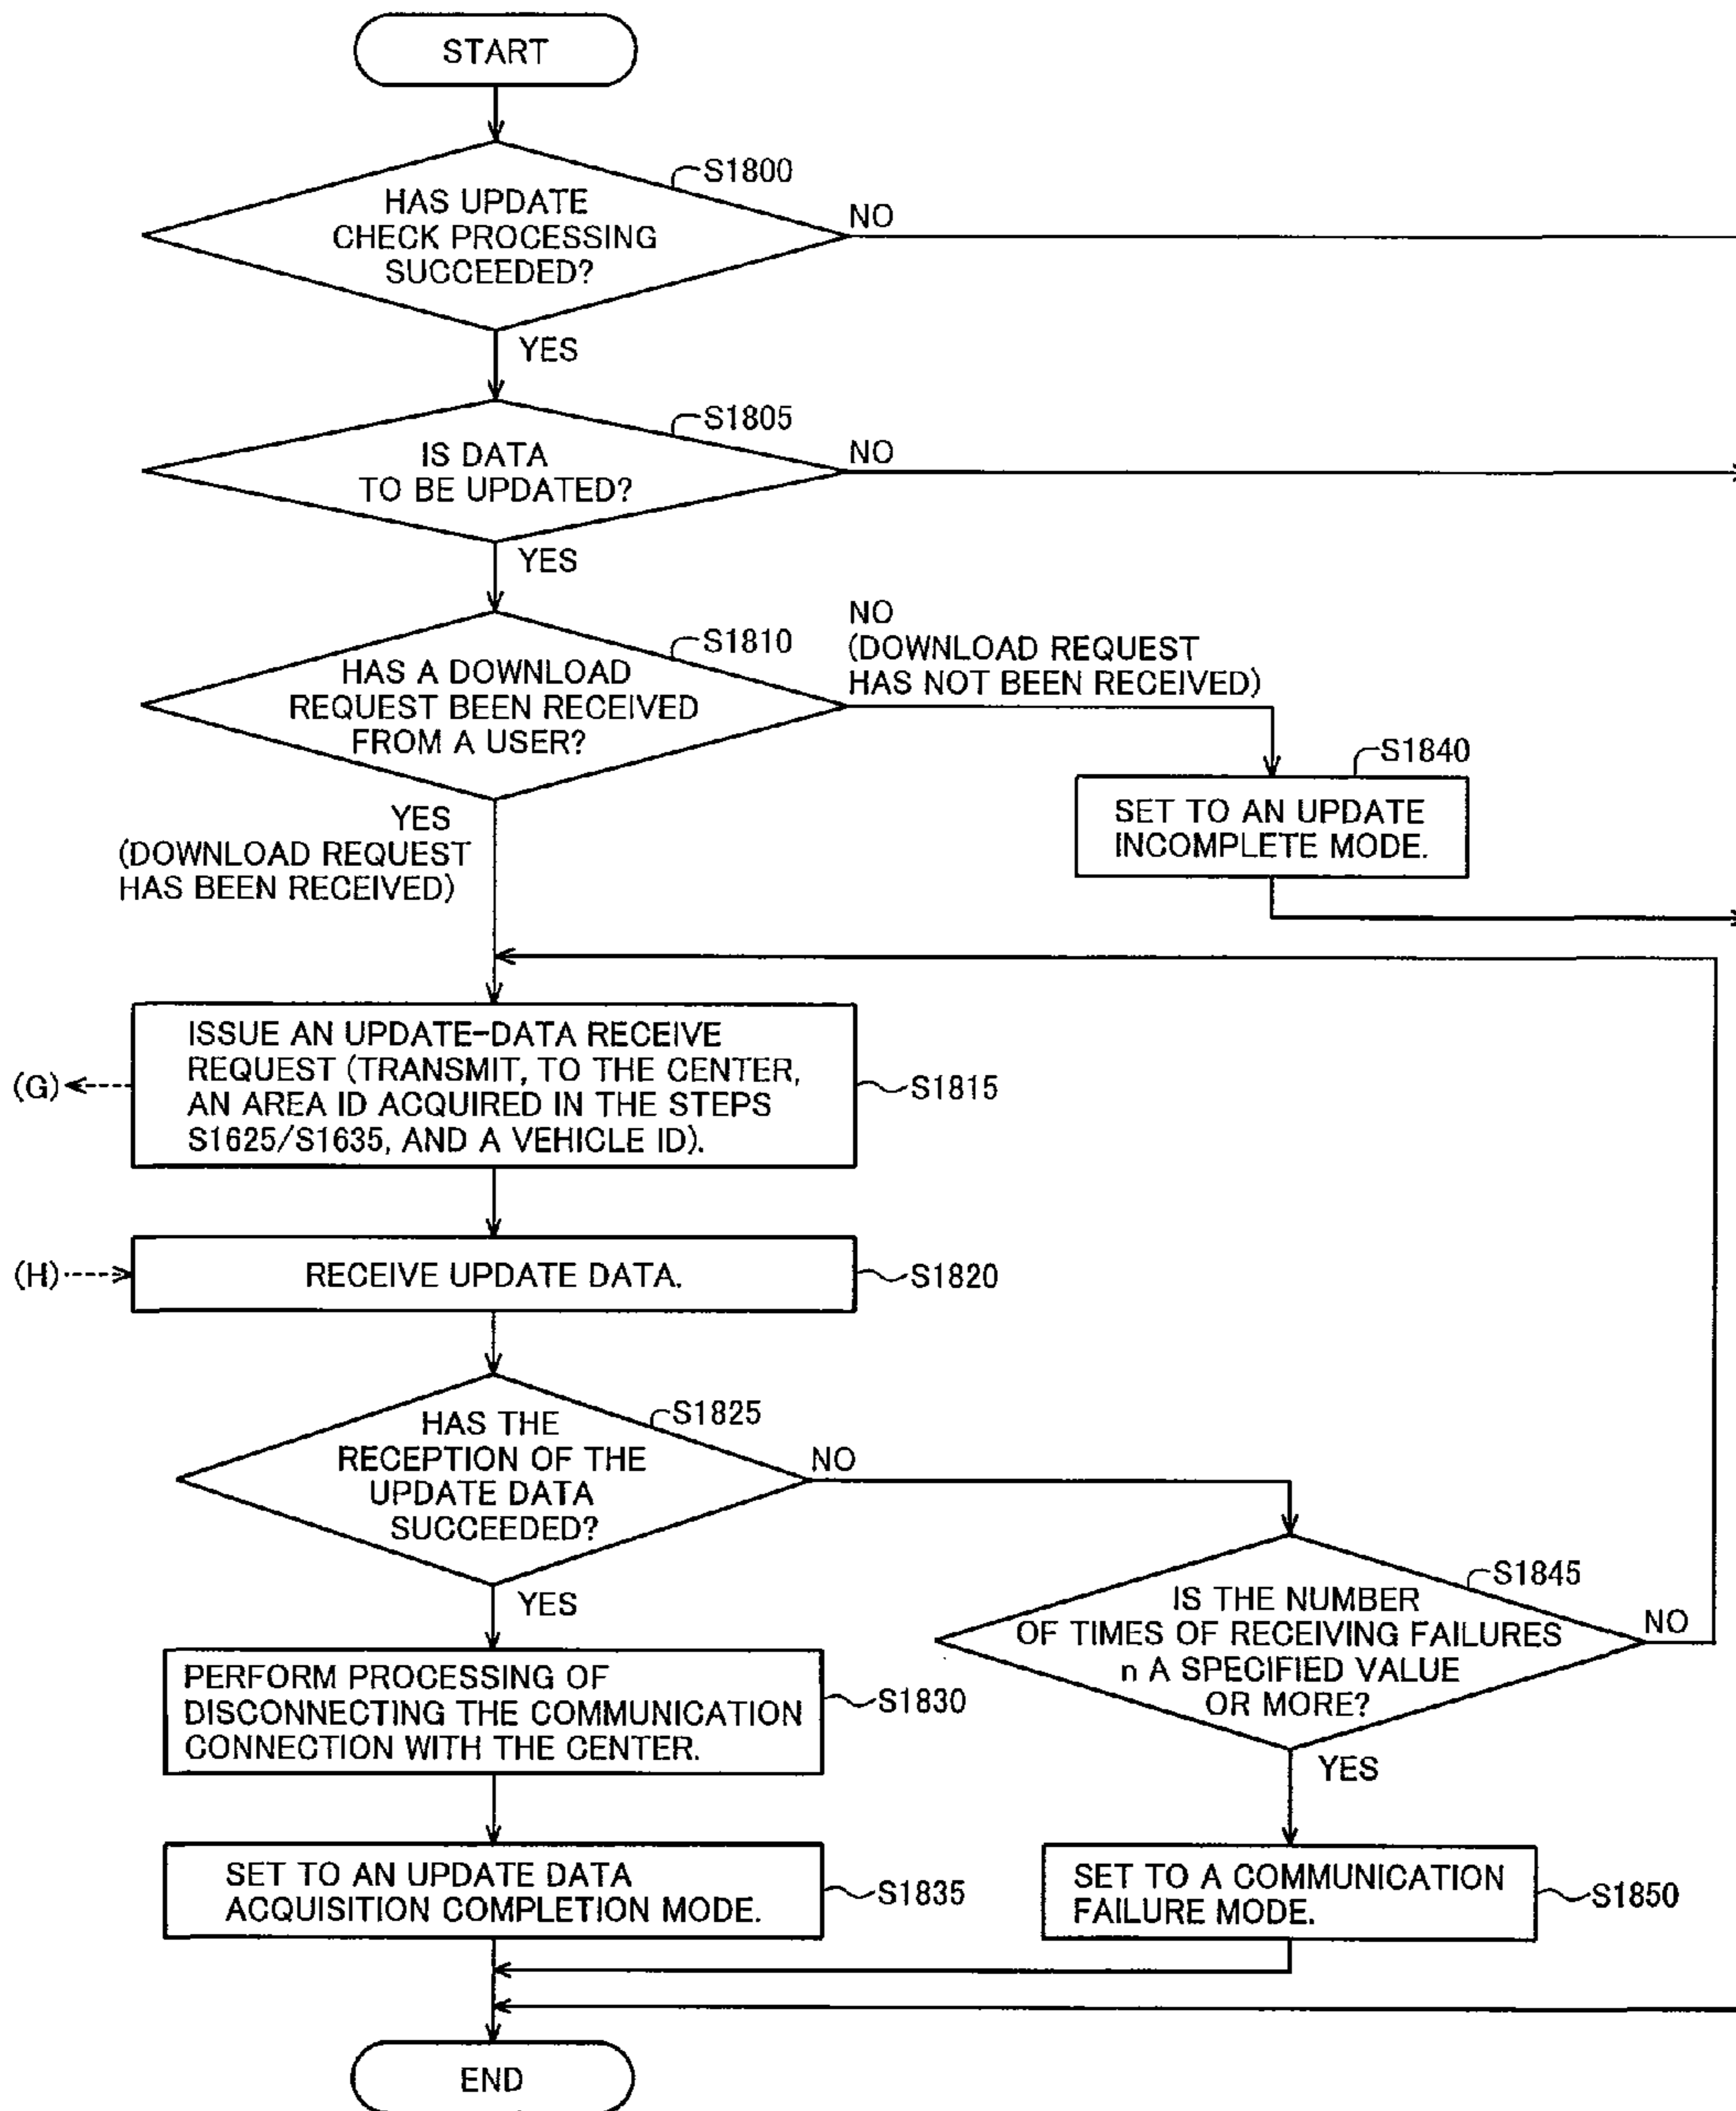 START
S1800
HAS UPDATE
CHECK PROCESSING
SUCCEEDED?
NO
YES
S1805
IS DATA
TO BE UPDATED?
NO
YES
S1810
HAS A DOWNLOAD
REQUEST BEEN RECEIVED
FROM A USER?
NO
(DOWNLOAD REQUEST
HAS NOT BEEN RECEIVED)
S1840
SET TO AN UPDATE
INCOMPLETE MODE.
YES
(DOWNLOAD REQUEST
HAS BEEN RECEIVED)
ISSUE AN UPDATE-DATA RECEIVE
REQUEST (TRANSMIT, TO THE CENTER,
AN AREA ID ACQUIRED IN THE STEPS
S1625/S1635, AND A VEHICLE ID).
(G)
S1815
(H)
RECEIVE UPDATE DATA.
S1820
S1825
HAS THE
RECEPTION OF THE
UPDATE DATA
SUCCEEDED?
NO
YES
S1845
IS THE NUMBER
OF TIMES OF RECEIVING FAILURES
n A SPECIFIED VALUE
OR MORE?
NO
YES
PERFORM PROCESSING OF
DISCONNECTING THE COMMUNICATION
CONNECTION WITH THE CENTER.
S1830
SET TO AN UPDATE DATA
ACQUISITION COMPLETION MODE.
S1835
SET TO A COMMUNICATION
FAILURE MODE.
S1850
END